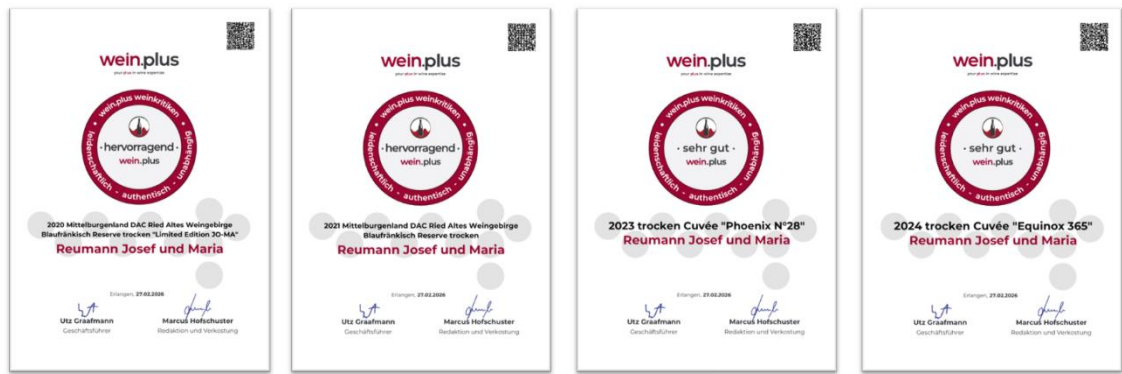 wein.plus
your plus in wine expertise
wein.plus weinkritiken
leidenschaftlich - authentisch - unabhängig
· hervorragend ·
wein.plus
2020 Mittelburgenland DAC Ried Altes Weingebirge
Blaufränkisch Reserve trocken "Limited Edition JO-MA"
Reumann Josef und Maria
Erlangen, 27.02.2026
Utz Graafmann
Geschäftsführer
Marcus Hofschuster
Redaktion und Verkostung
wein.plus
your plus in wine expertise
wein.plus weinkritiken
leidenschaftlich - authentisch - unabhängig
· hervorragend ·
wein.plus
2021 Mittelburgenland DAC Ried Altes Weingebirge
Blaufränkisch Reserve trocken
Reumann Josef und Maria
Erlangen, 27.02.2026
Utz Graafmann
Geschäftsführer
Marcus Hofschuster
Redaktion und Verkostung
wein.plus
your plus in wine expertise
wein.plus weinkritiken
leidenschaftlich - authentisch - unabhängig
· sehr gut ·
wein.plus
2023 trocken Cuvée "Phoenix N°28"
Reumann Josef und Maria
Erlangen, 27.02.2026
Utz Graafmann
Geschäftsführer
Marcus Hofschuster
Redaktion und Verkostung
wein.plus
your plus in wine expertise
wein.plus weinkritiken
leidenschaftlich - authentisch - unabhängig
· sehr gut ·
wein.plus
2024 trocken Cuvée "Equinox 365"
Reumann Josef und Maria
Erlangen, 27.02.2026
Utz Graafmann
Geschäftsführer
Marcus Hofschuster
Redaktion und Verkostung